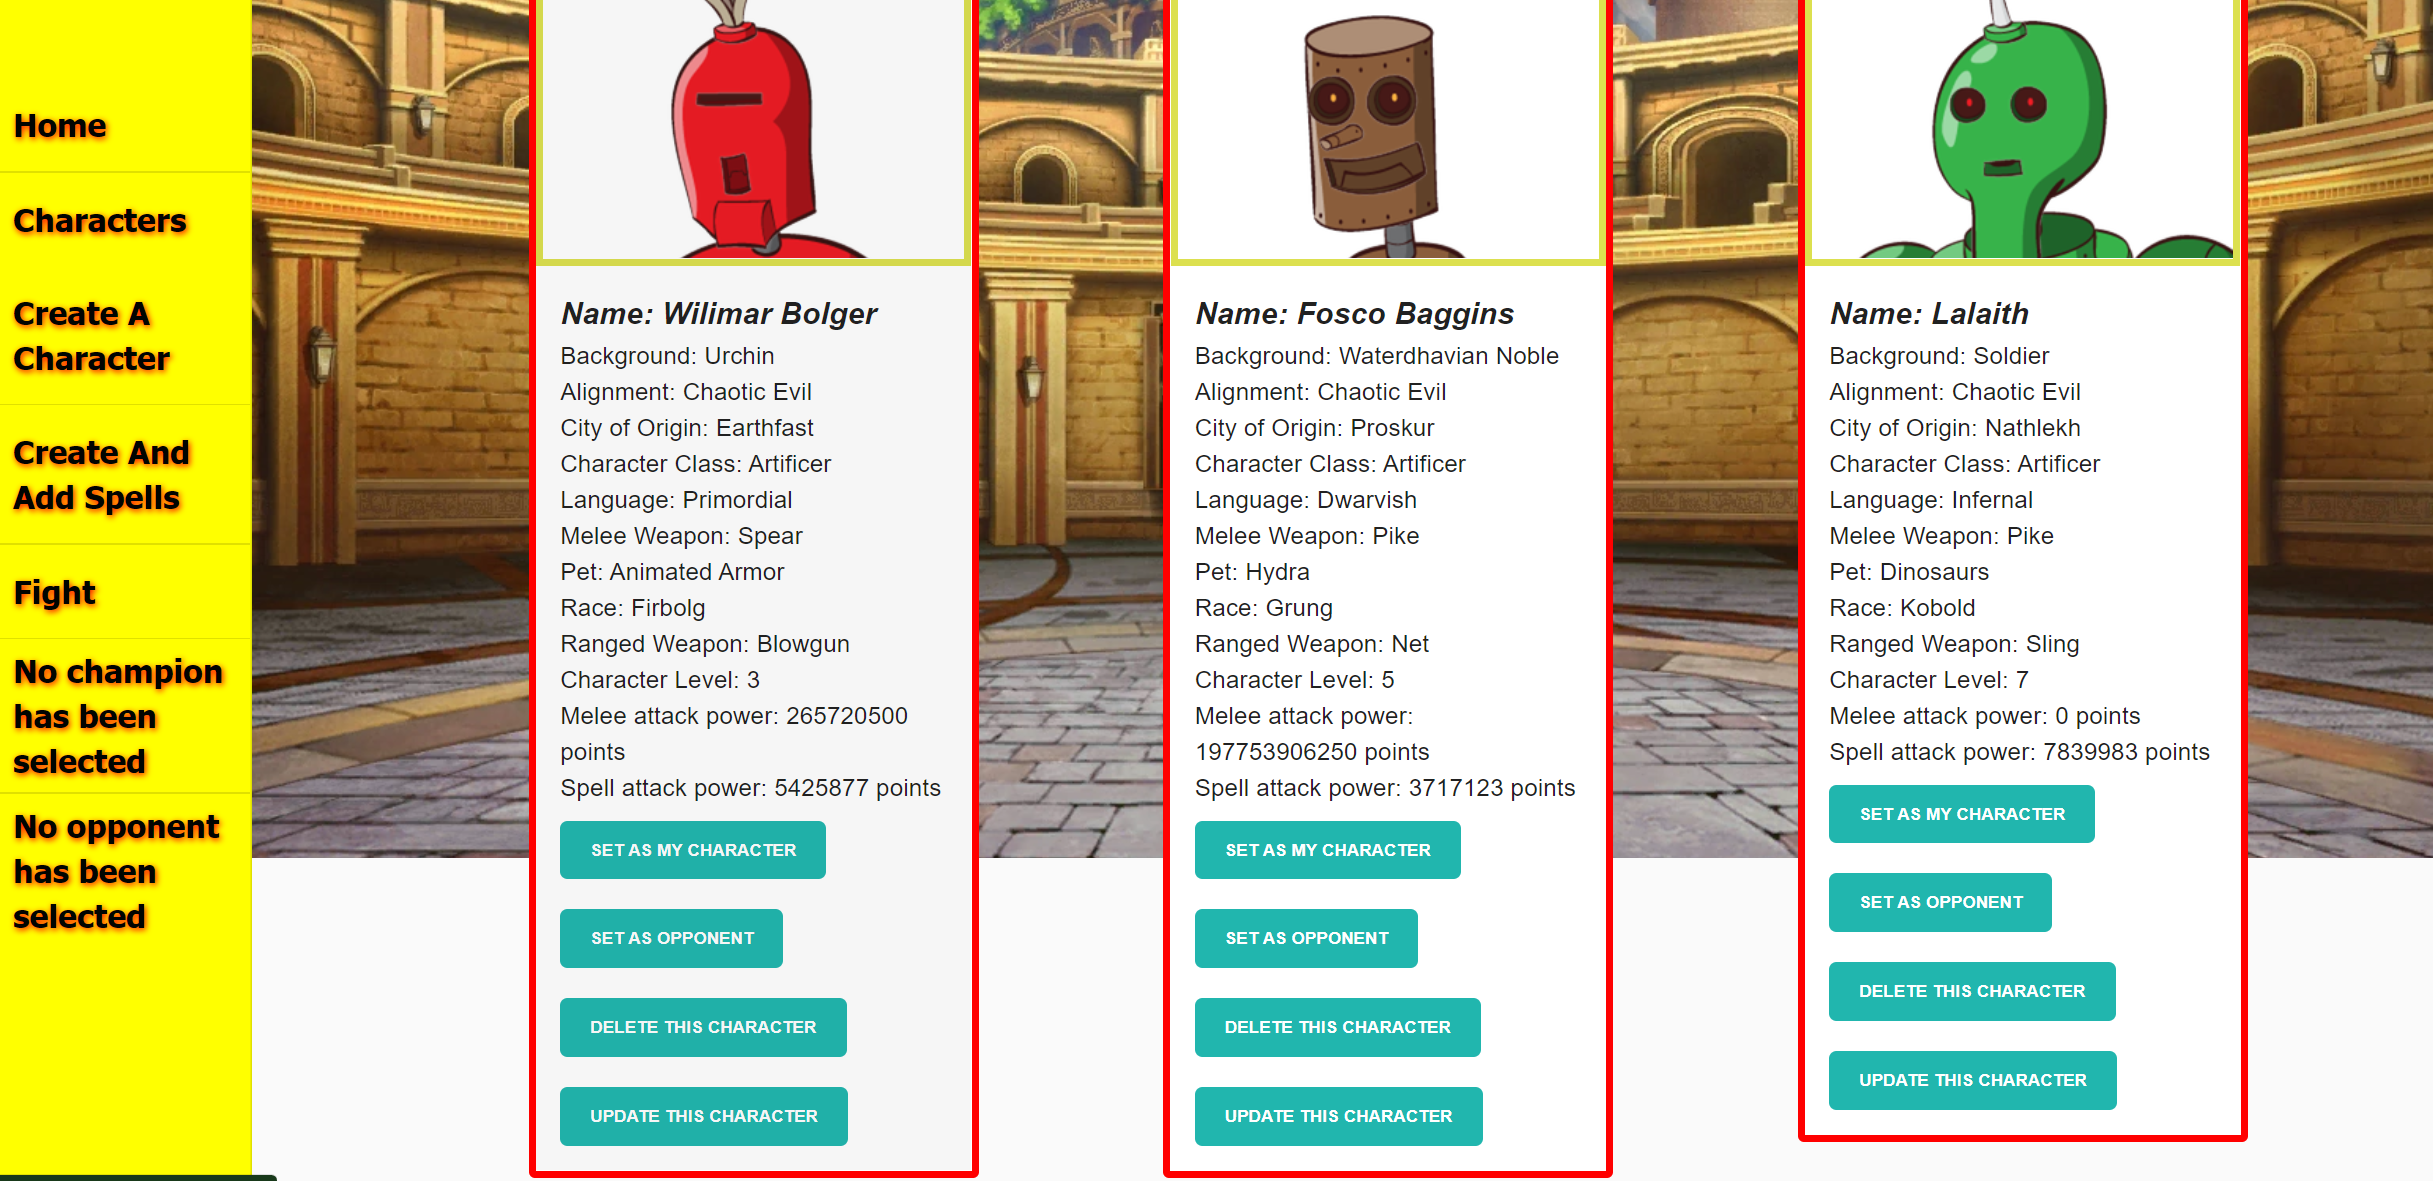 Home
Characters
Create A
Character
Create And
Add Spells
Fight
No champion
has been
selected
No opponent
has been
selected
Name: Wilimar Bolger
Background: Urchin
Alignment: Chaotic Evil
City of Origin: Earthfast
Character Class: Artificer
Language: Primordial
Melee Weapon: Spear
Pet: Animated Armor
Race: Firbolg
Ranged Weapon: Blowgun
Character Level: 3
Melee attack power: 265720500
points
Spell attack power: 5425877 points
SET AS MY CHARACTER
SET AS OPPONENT
DELETE THIS CHARACTER
UPDATE THIS CHARACTER
Name: Fosco Baggins
Background: Waterdhavian Noble
Alignment: Chaotic Evil
City of Origin: Proskur
Character Class: Artificer
Language: Dwarvish
Melee Weapon: Pike
Pet: Hydra
Race: Grung
Ranged Weapon: Net
Character Level: 5
Melee attack power:
197753906250 points
Spell attack power: 3717123 points
SET AS MY CHARACTER
SET AS OPPONENT
DELETE THIS CHARACTER
UPDATE THIS CHARACTER
Name: Lalaith
Background: Soldier
Alignment: Chaotic Evil
City of Origin: Nathlekh
Character Class: Artificer
Language: Infernal
Melee Weapon: Pike
Pet: Dinosaurs
Race: Kobold
Ranged Weapon: Sling
Character Level: 7
Melee attack power: 0 points
Spell attack power: 7839983 points
SET AS MY CHARACTER
SET AS OPPONENT
DELETE THIS CHARACTER
UPDATE THIS CHARACTER